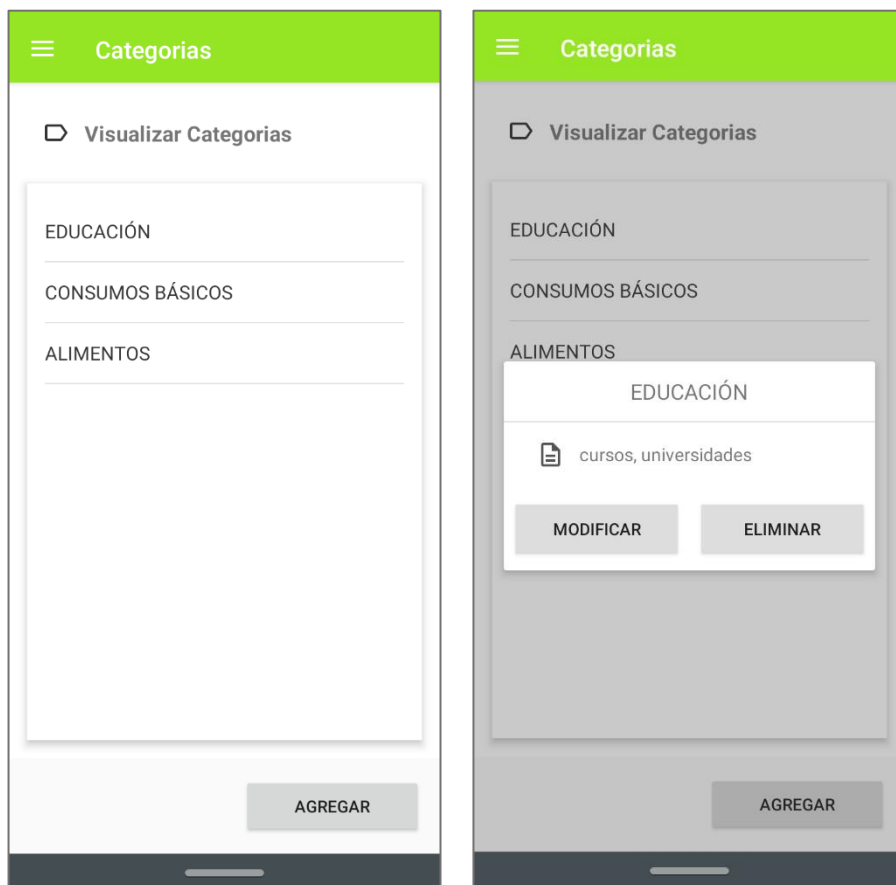 Categorias
Visualizar Categorias
EDUCACIÓN
CONSUMOS BÁSICOS
ALIMENTOS
AGREGAR
Categorias
Visualizar Categorias
EDUCACIÓN
CONSUMOS BÁSICOS
ALIMENTOS
EDUCACIÓN
cursos, universidades
MODIFICAR ELIMINAR
AGREGAR